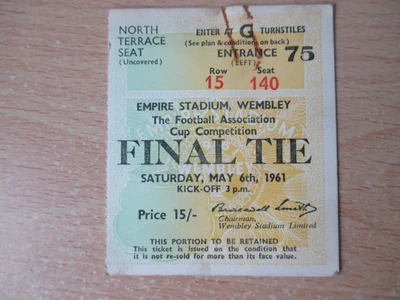 NORTH TERRACE SEAT
(Uncovered)
ENTER AT G TURNSTILES
(See plan & conditions on back)
ENTRANCE 75
(LEFT)
Row Seat
15 140
EMPIRE STADIUM, WEMBLEY
The Football Association
Cup Competition
FINAL TIE
SATURDAY, MAY 6th, 1961
KICK-OFF 3 p.m.
Price 15/-
Chairman,
Wembley Stadium Limited
THIS PORTION TO BE RETAINED
This ticket is issued on the condition that
it is not re-sold for more than its face value.